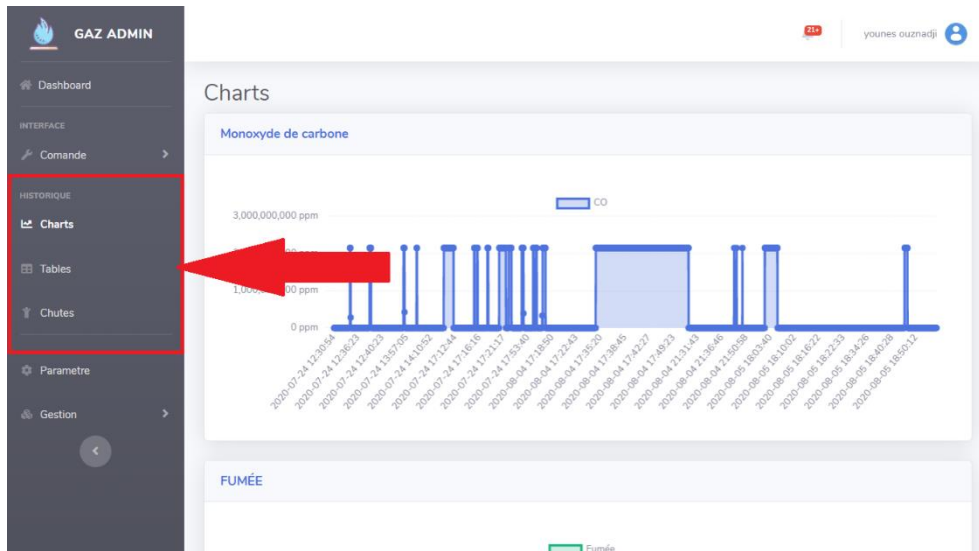 GAZ ADMIN
21+
younes ouznadji
Dashboard
INTERFACE
Comande
HISTORIQUE
Charts
Tables
Chutes
Parametre
Gestion
Charts
Monoxyde de carbone
CO
3,000,000,000 ppm
0 ppm
2020-07-24 12:30:54
2020-07-24 12:36:23
2020-07-24 12:40:23
2020-07-24 13:57:05
2020-07-24 14:10:52
2020-07-24 17:12:44
2020-07-24 17:16:16
2020-07-24 17:21:17
2020-07-24 17:53:40
2020-08-04 17:18:50
2020-08-04 17:22:43
2020-08-04 17:35:20
2020-08-04 17:38:45
2020-08-04 17:42:27
2020-08-04 17:49:23
2020-08-04 21:31:43
2020-08-04 21:36:46
2020-08-04 21:50:58
2020-08-05 18:03:40
2020-08-05 18:10:02
2020-08-05 18:16:22
2020-08-05 18:22:33
2020-08-05 18:34:26
2020-08-05 18:40:28
2020-08-05 18:50:12
FUMÉE
Fumée